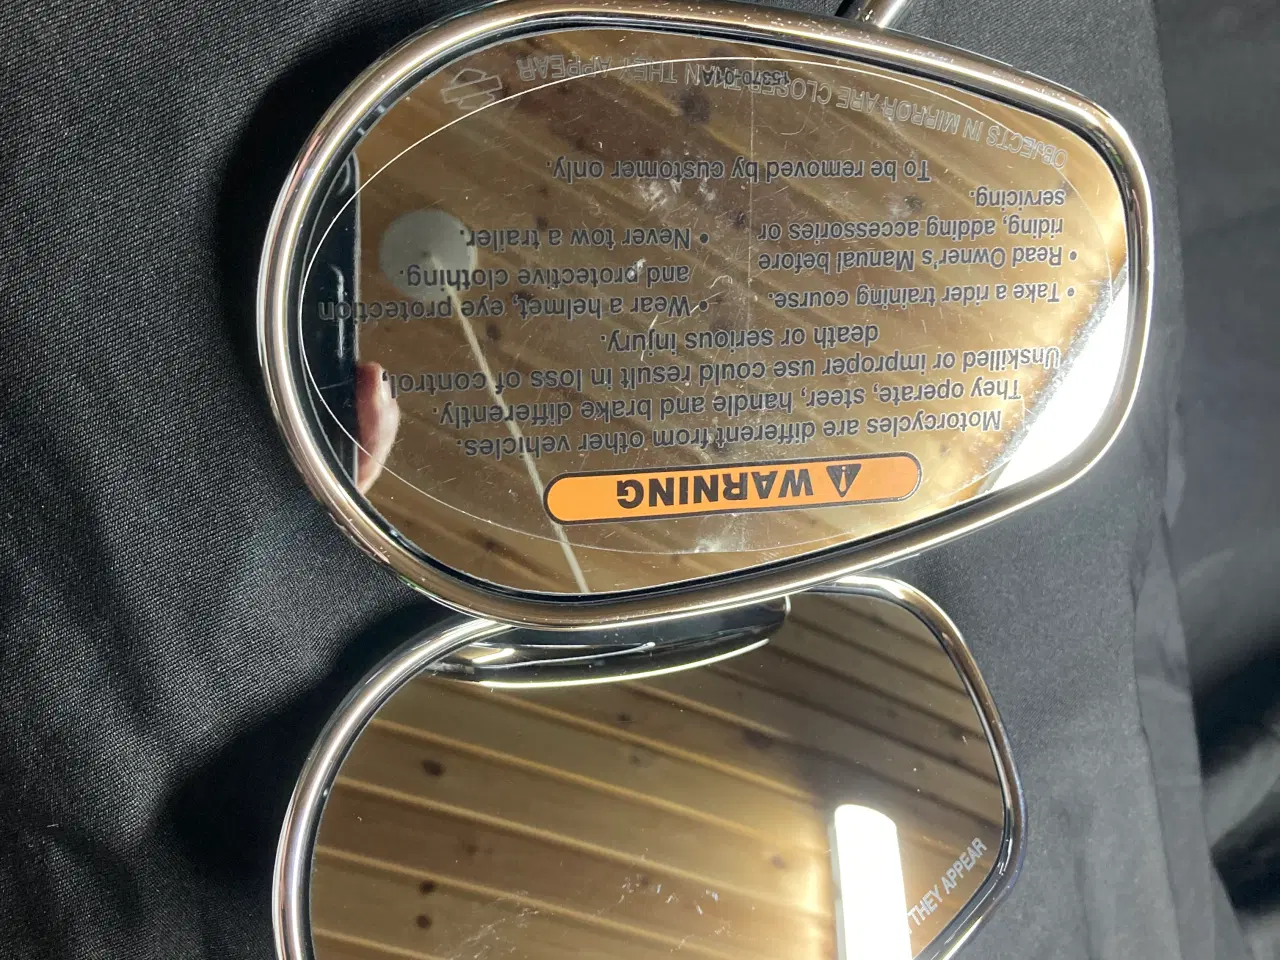 WARNING
Motorcycles are different from other vehicles.
They operate, steer, handle and brake differently.
Unskilled or improper use could result in loss of control,
death or serious injury.
• Take a rider training course.
• Read Owner's Manual before
riding, adding accessories or
servicing.
• Wear a helmet, eye protection
and protective clothing.
• Never tow a trailer.
To be removed by customer only.
15370-01A
OBJECTS IN MIRROR ARE CLOSER THAN THEY APPEAR
THEY APPEAR